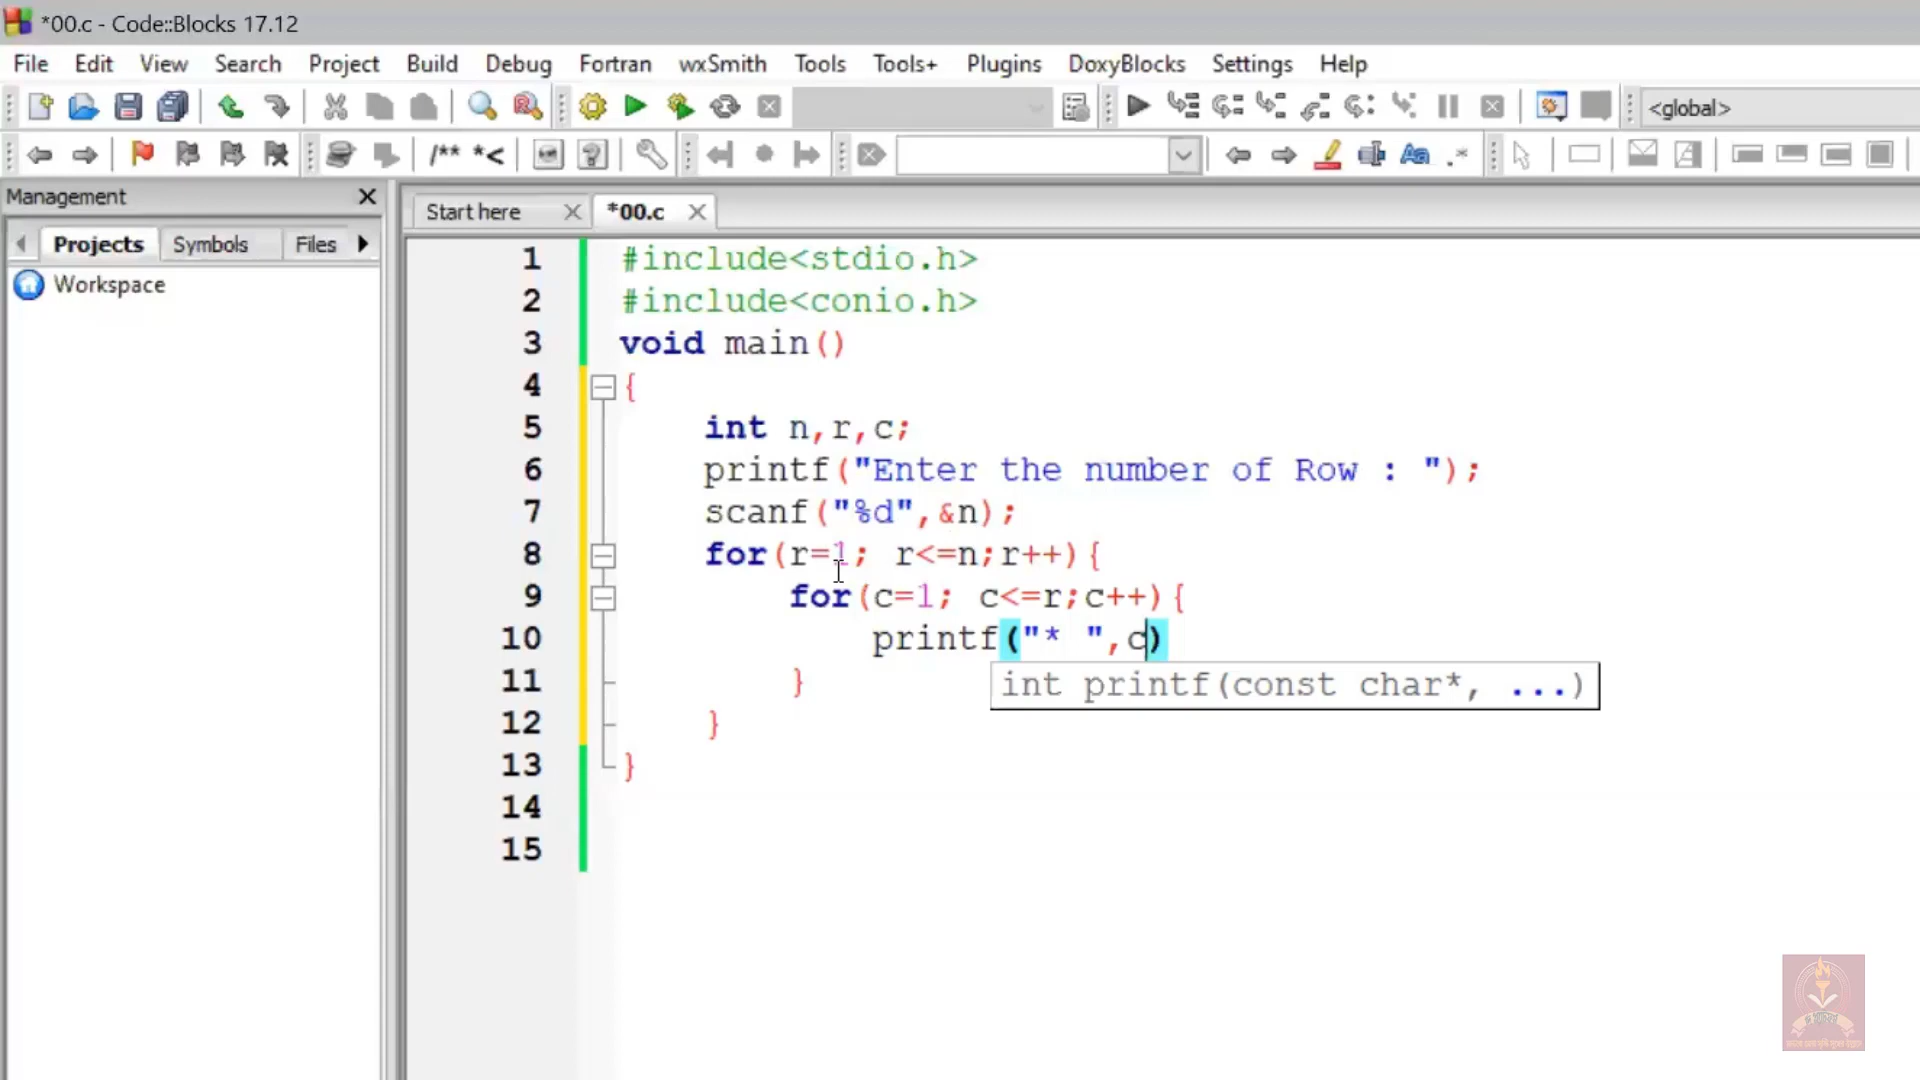 *00.c - Code::Blocks 17.12
File Edit View Search Project Build Debug Fortran wxSmith Tools Tools+ Plugins DoxyBlocks Settings Help
<global>
/** *<
Management
Projects Symbols Files
Workspace
Start here *00.c
1 #include<stdio.h>
2 #include<conio.h>
3 void main()
4 {
5 int n,r,c;
6 printf("Enter the number of Row : ");
7 scanf("%d",&n);
8 for(r=1; r<=n;r++){
9 for(c=1; c<=r;c++){
10 printf("* ",c)
int printf(const char*, ...)
11 }
12 }
13 }
14
15